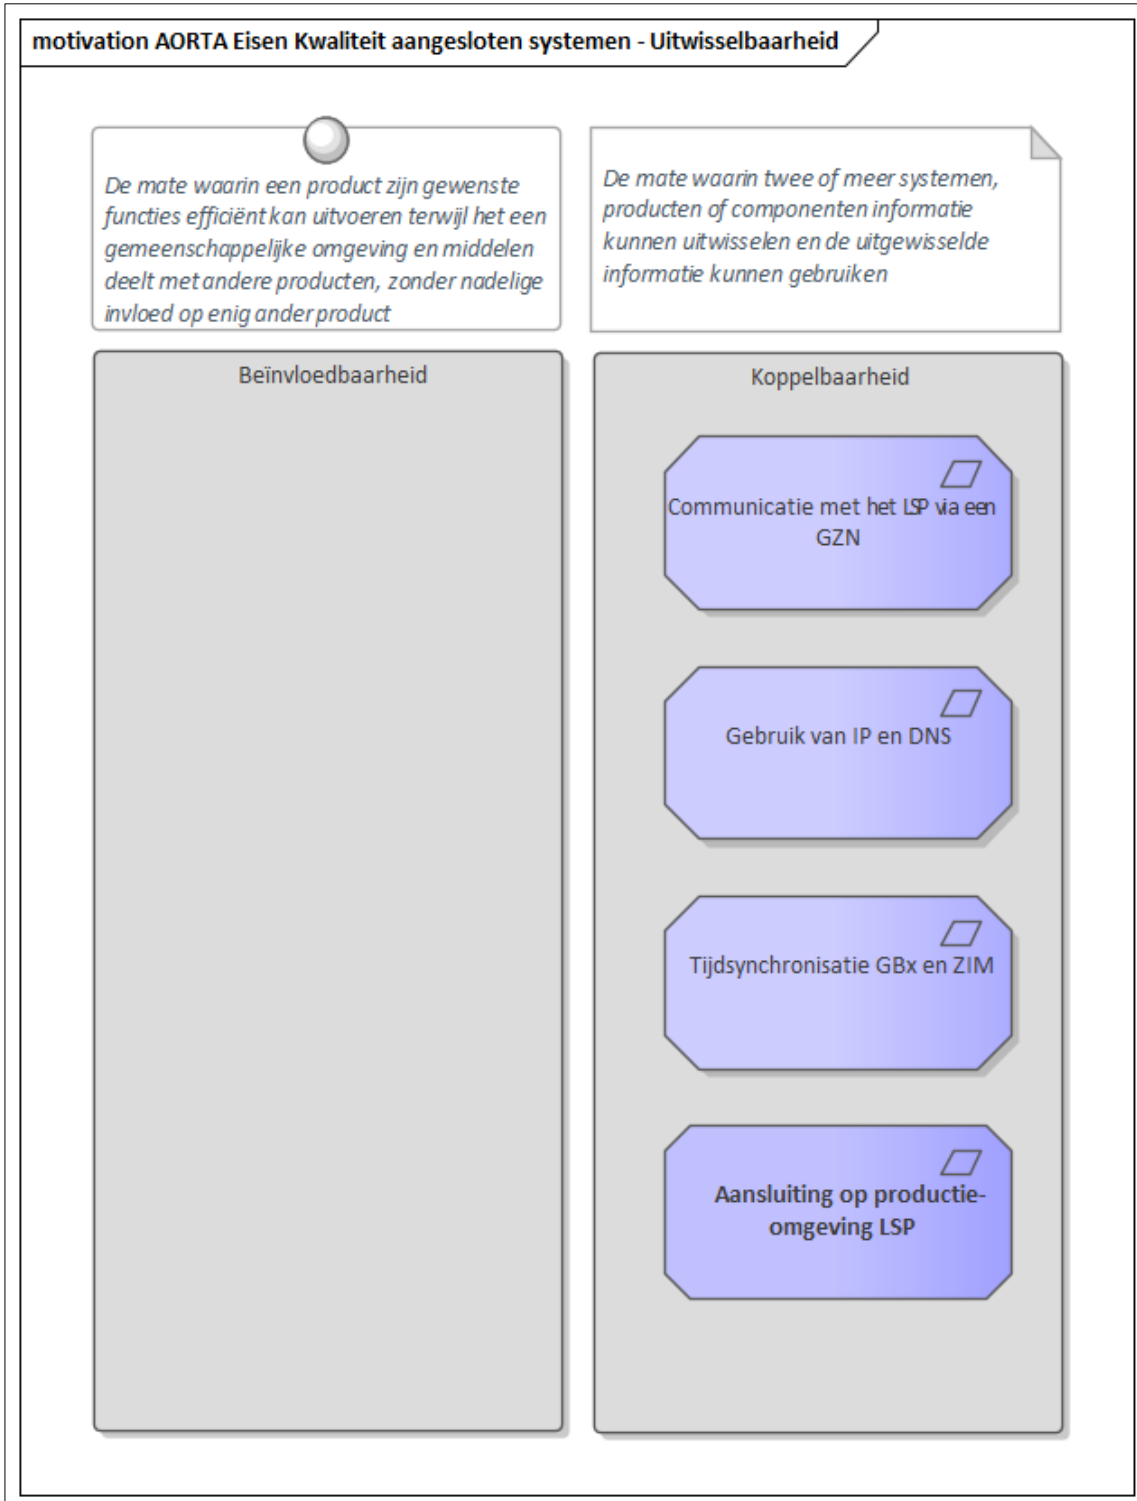 motivation AORTA Eisen Kwaliteit aangesloten systemen - Uitwisselbaarheid
De mate waarin een product zijn gewenste
functies efficiënt kan uitvoeren terwijl het een
gemeenschappelijke omgeving en middelen
deelt met andere producten, zonder nadelige
invloed op enig ander product
De mate waarin twee of meer systemen,
producten of componenten informatie
kunnen uitwisselen en de uitgewisselde
informatie kunnen gebruiken
Beïnvloedbaarheid
Koppelbaarheid
Communicatie met het LSP via een
GZN
Gebruik van IP en DNS
Tijdsynchronisatie GBx en ZIM
Aansluiting op productie-
omgeving LSP